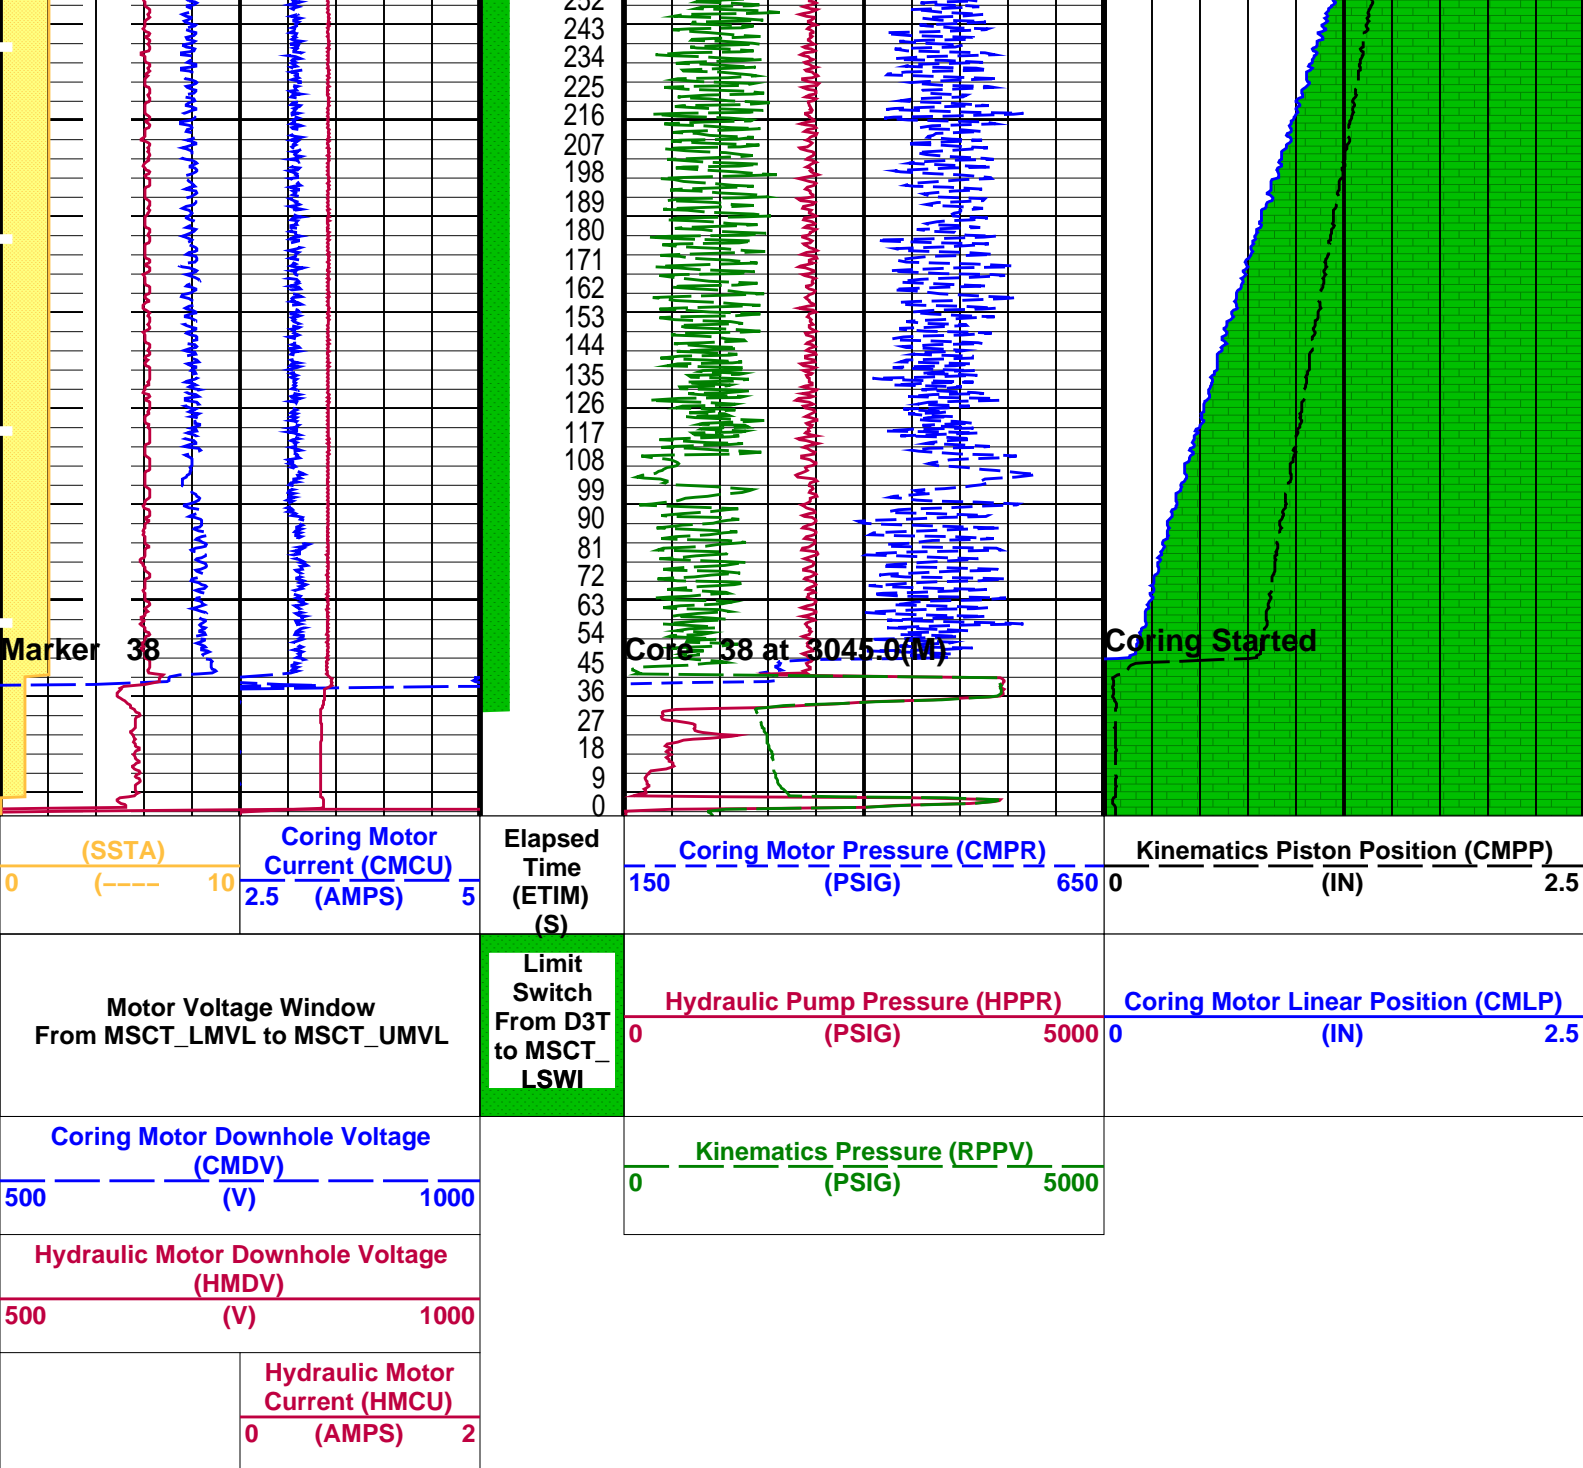 252
243
234
225
216
207
198
189
180
171
162
153
144
135
126
117
108
99
90
81
72
63
54
Marker 38
Core 38 at 3045.0(M)
Coring Started
45
36
27
18
9
0
(SSTA)
0 (---- 10
Coring Motor
Current (CMCU)
2.5 (AMPS) 5
Elapsed
Time
(ETIM)
(S)
Coring Motor Pressure (CMPR)
150 (PSIG) 650
Kinematics Piston Position (CMPP)
0 (IN) 2.5
Motor Voltage Window
From MSCT_LMVL to MSCT_UMVL
Limit
Switch
From D3T
to MSCT_
LSWI
Hydraulic Pump Pressure (HPPR)
0 (PSIG) 5000
Coring Motor Linear Position (CMLP)
0 (IN) 2.5
Coring Motor Downhole Voltage
(CMDV)
500 (V) 1000
Kinematics Pressure (RPPV)
0 (PSIG) 5000
Hydraulic Motor Downhole Voltage
(HMDV)
500 (V) 1000
Hydraulic Motor
Current (HMCU)
0 (AMPS) 2